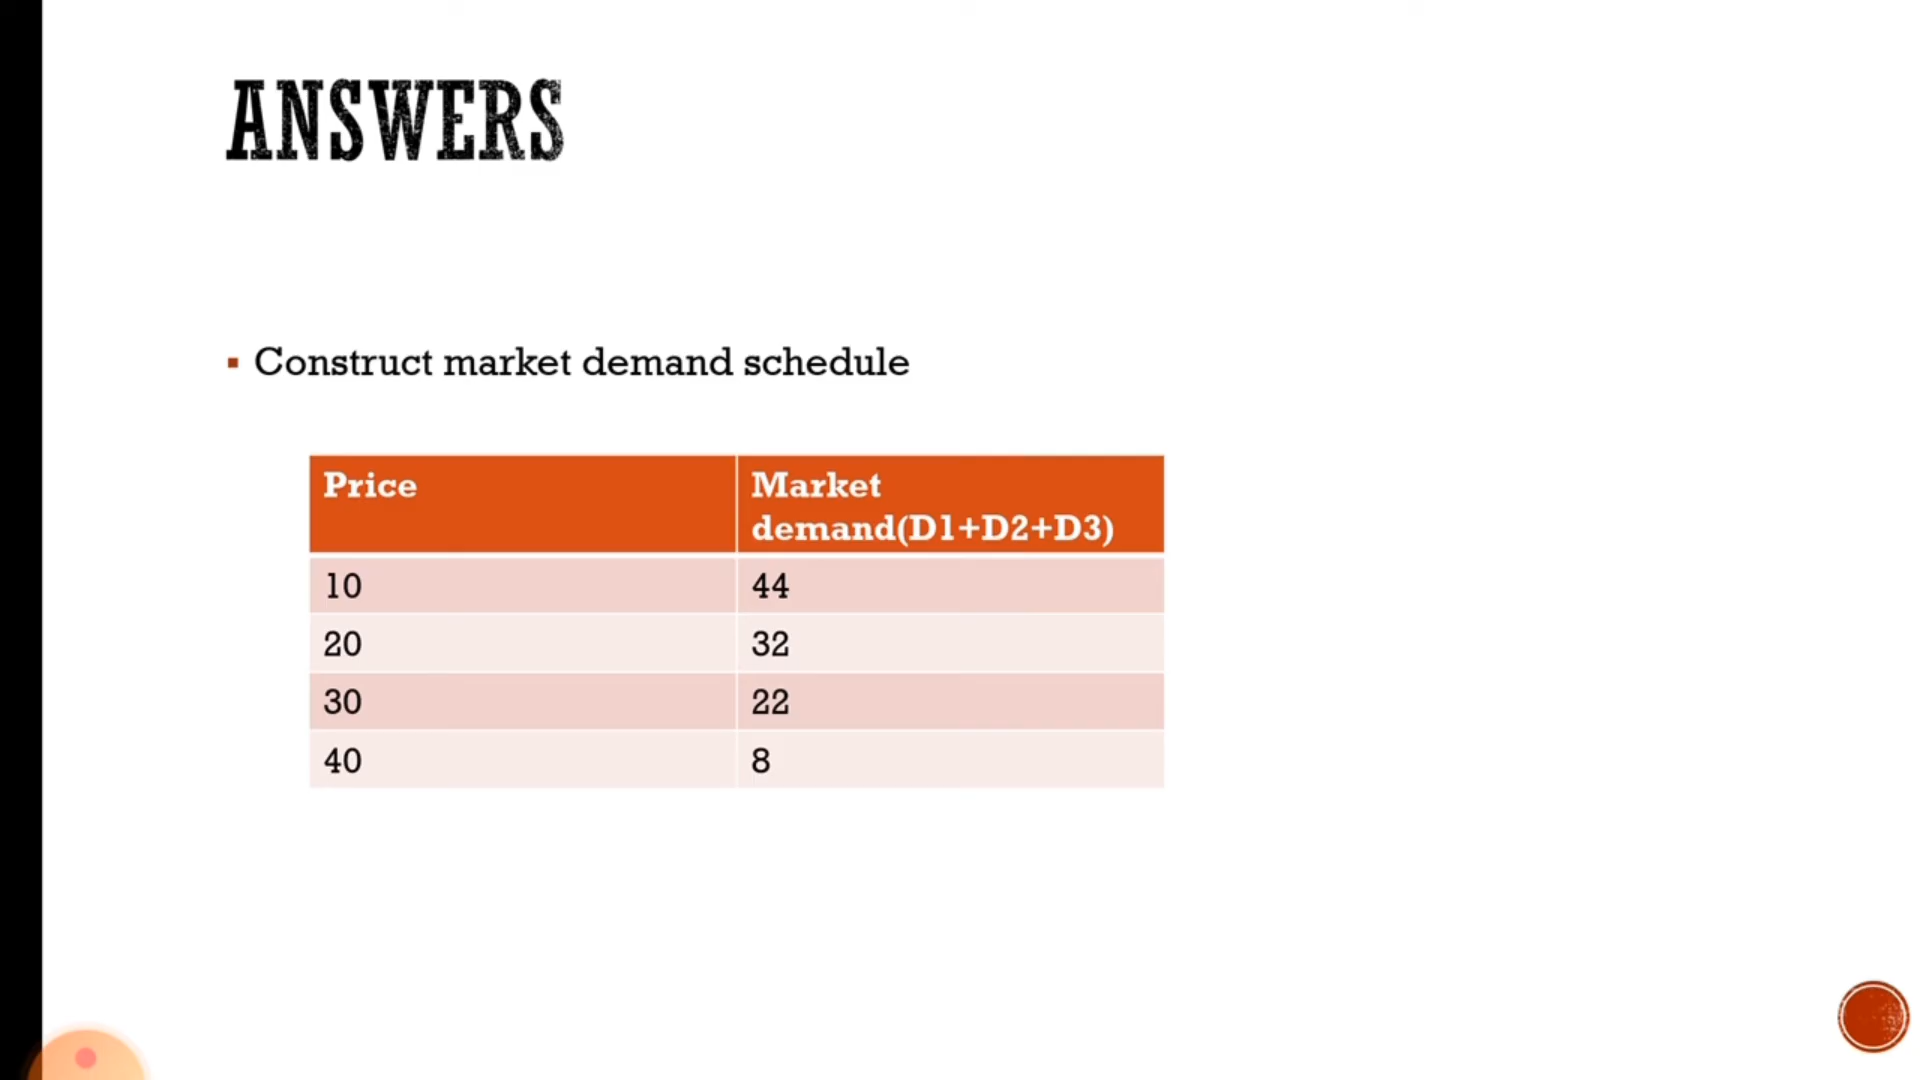 ANSWERS
▪ Construct market demand schedule
Price
Market
demand(D1+D2+D3)
10 44
20 32
30 22
40 8